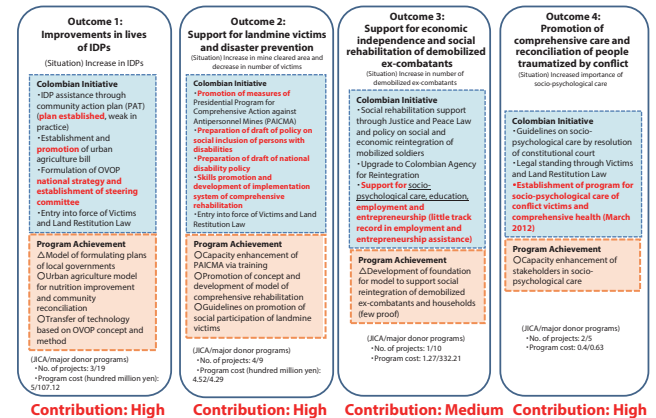 Outcome 1:
Improvements in lives
of IDPs
(Situation) Increase in IDPs
Colombian Initiative
・IDP assistance through
community action plan (PAT)
(plan established, weak in
practice)
・Establishment and
promotion of urban
agriculture bill
・Formulation of OVOP
national strategy and
establishment of steering
committee
・Entry into force of Victims
and Land Restitution Law
Program Achievement
△Model of formulating plans
of local governments
○Urban agriculture model
for nutrition improvement
and community
reconciliation
○Transfer of technology
based on OVOP concept and
method
(JICA/major donor programs)
・No. of projects: 3/19
・Program cost (hundred million yen):
5/107.12
Contribution: High
Outcome 2:
Support for landmine victims
and disaster prevention
(Situation) Increase in mine cleared area and
decrease in number of victims
Colombian Initiative
・Promotion of measures of
Presidential Program for
Comprehensive Action against
Antipersonnel Mines (PAICMA)
・Preparation of draft of policy on
social inclusion of persons with
disabilities
・Preparation of draft of national
disability policy
・Skills promotion and
development of implementation
system of comprehensive
rehabilitation
・Entry into force of Victims and Land
Restitution Law
Program Achievement
○Capacity enhancement of
PAICMA via training
○Promotion of concept and
development of model of
comprehensive rehabilitation
○Guidelines on promotion of
social participation of landmine
victims
(JICA/major donor programs)
・No. of projects: 4/9
・Program cost (hundred million yen):
4.52/4.29
Contribution: High
Outcome 3:
Support for economic
independence and social
rehabilitation of demobilized
ex-combatants
(Situation) Increase in number of
demobilized ex-combatants
Colombian Initiative
・Social rehabilitation support
through Justice and Peace Law
and policy on social and
economic reintegration of
mobilized soldiers
・Upgrade to Colombian Agency
for Reintegration
・Support for socio-
psychological care, education,
employment and
entrepreneurship (little track
record in employment and
entrepreneurship assistance)
Program Achievement
△Development of foundation
for model to support social
reintegration of demobilized
ex-combatants and households
(few proof)
(JICA/major donor programs)
・No. of projects: 1/10
・Program cost: 1.27/332.21
Contribution: Medium
Outcome 4:
Promotion of
comprehensive care and
reconciliation of people
traumatized by conflict
(Situation) Increased importance of
socio-psychological care
Colombian Initiative
・Guidelines on socio-
psychological care by resolution
of constitutional court
・Legal standing through Victims
and Land Restitution Law
・Establishment of program for
socio-psychological care of
conflict victims and
comprehensive health (March
2012)
Program Achievement
○Capacity enhancement of
stakeholders in socio-
psychological care
(JICA/major donor programs)
・No. of projects: 2/5
・Program cost: 0.4/0.63
Contribution: High